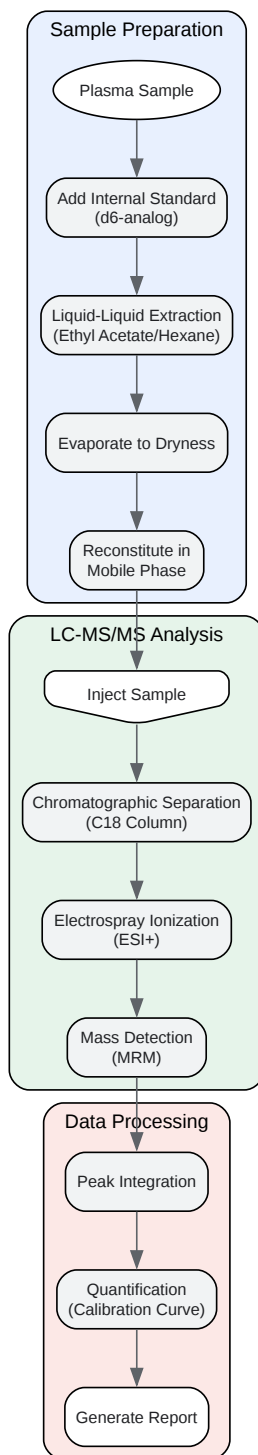 Sample Preparation
Plasma Sample
Add Internal Standard
(d6-analog)
Liquid-Liquid Extraction
(Ethyl Acetate/Hexane)
Evaporate to Dryness
Reconstitute in
Mobile Phase
LC-MS/MS Analysis
Inject Sample
Chromatographic Separation
(C18 Column)
Electrospray Ionization
(ESI+)
Mass Detection
(MRM)
Data Processing
Peak Integration
Quantification
(Calibration Curve)
Generate Report